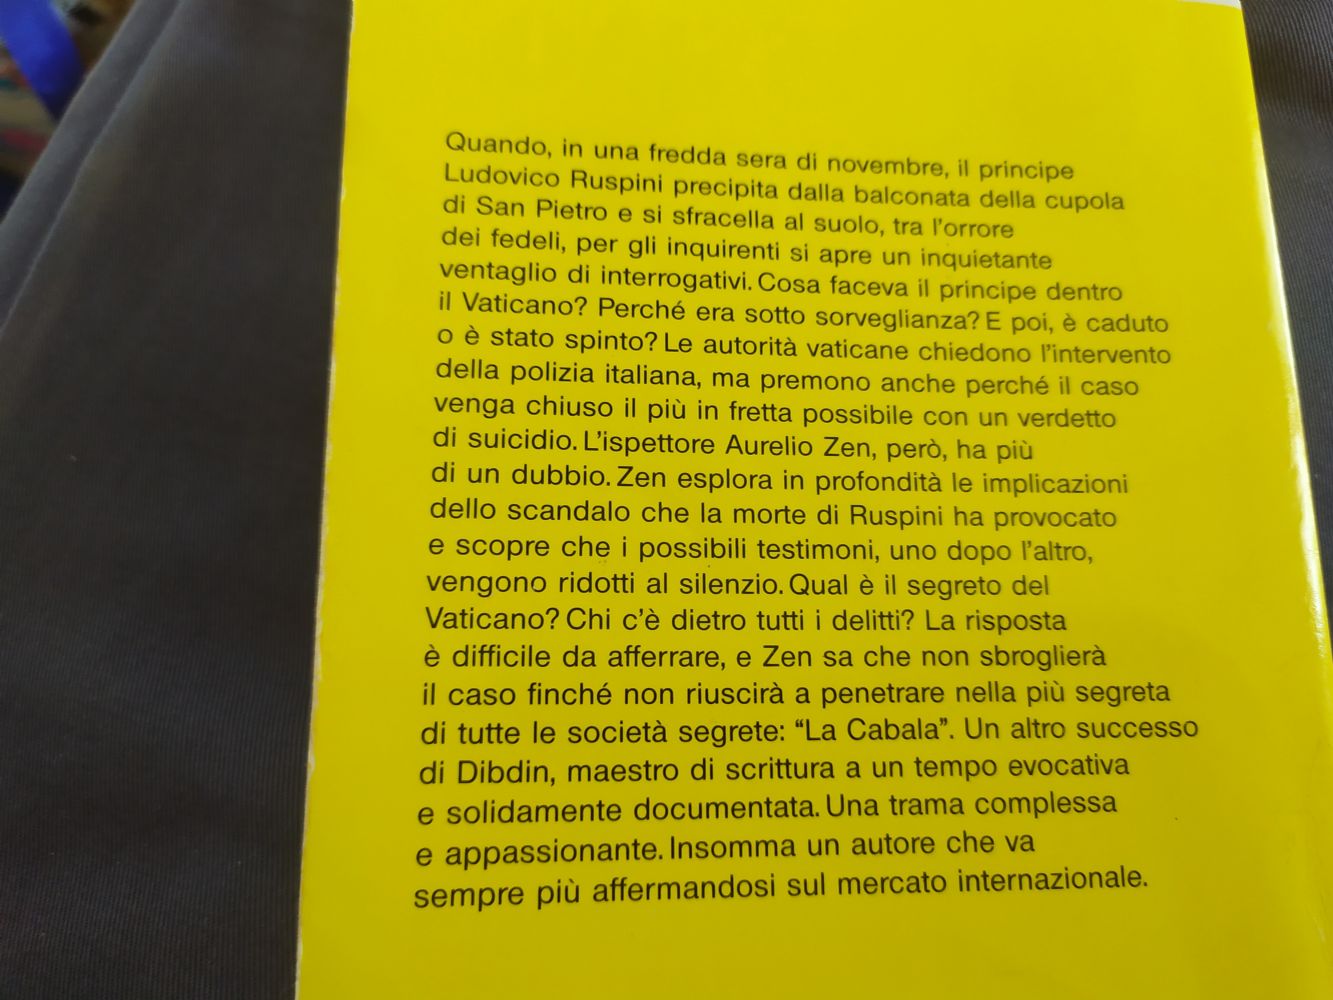 Quando, in una fredda sera di novembre, il principe
Ludovico Ruspini precipita dalla balconata della cupola
di San Pietro e si sfracella al suolo, tra l'orrore
dei fedeli, per gli inquirenti si apre un inquietante
ventaglio di interrogativi. Cosa faceva il principe dentro
il Vaticano? Perché era sotto sorveglianza? E poi, è caduto
o è stato spinto? Le autorità vaticane chiedono l'intervento
della polizia italiana, ma premono anche perché il caso
venga chiuso il più in fretta possibile con un verdetto
di suicidio. L'ispettore Aurelio Zen, però, ha più
di un dubbio. Zen esplora in profondità le implicazioni
dello scandalo che la morte di Ruspini ha provocato
e scopre che i possibili testimoni, uno dopo l'altro,
vengono ridotti al silenzio. Qual è il segreto del
Vaticano? Chi c'è dietro tutti i delitti? La risposta
è difficile da afferrare, e Zen sa che non sbroglierà
il caso finché non riuscirà a penetrare nella più segreta
di tutte le società segrete: “La Cabala”. Un altro successo
di Dibdin, maestro di scrittura a un tempo evocativa
e solidamente documentata. Una trama complessa
e appassionante. Insomma un autore che va
sempre più affermandosi sul mercato internazionale.